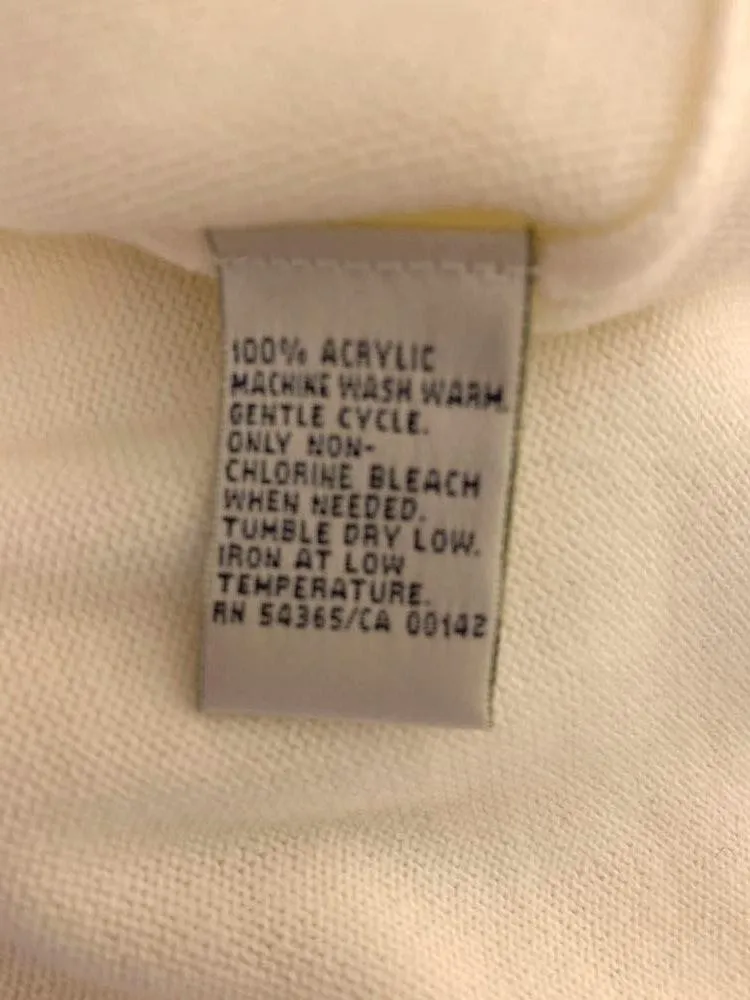 100% ACRYLIC
MACHINE WASH WARM.
GENTLE CYCLE.
ONLY NON-
CHLORINE BLEACH
WHEN NEEDED.
TUMBLE DRY LOW.
IRON AT LOW
TEMPERATURE.
RN 54365/CA 00142